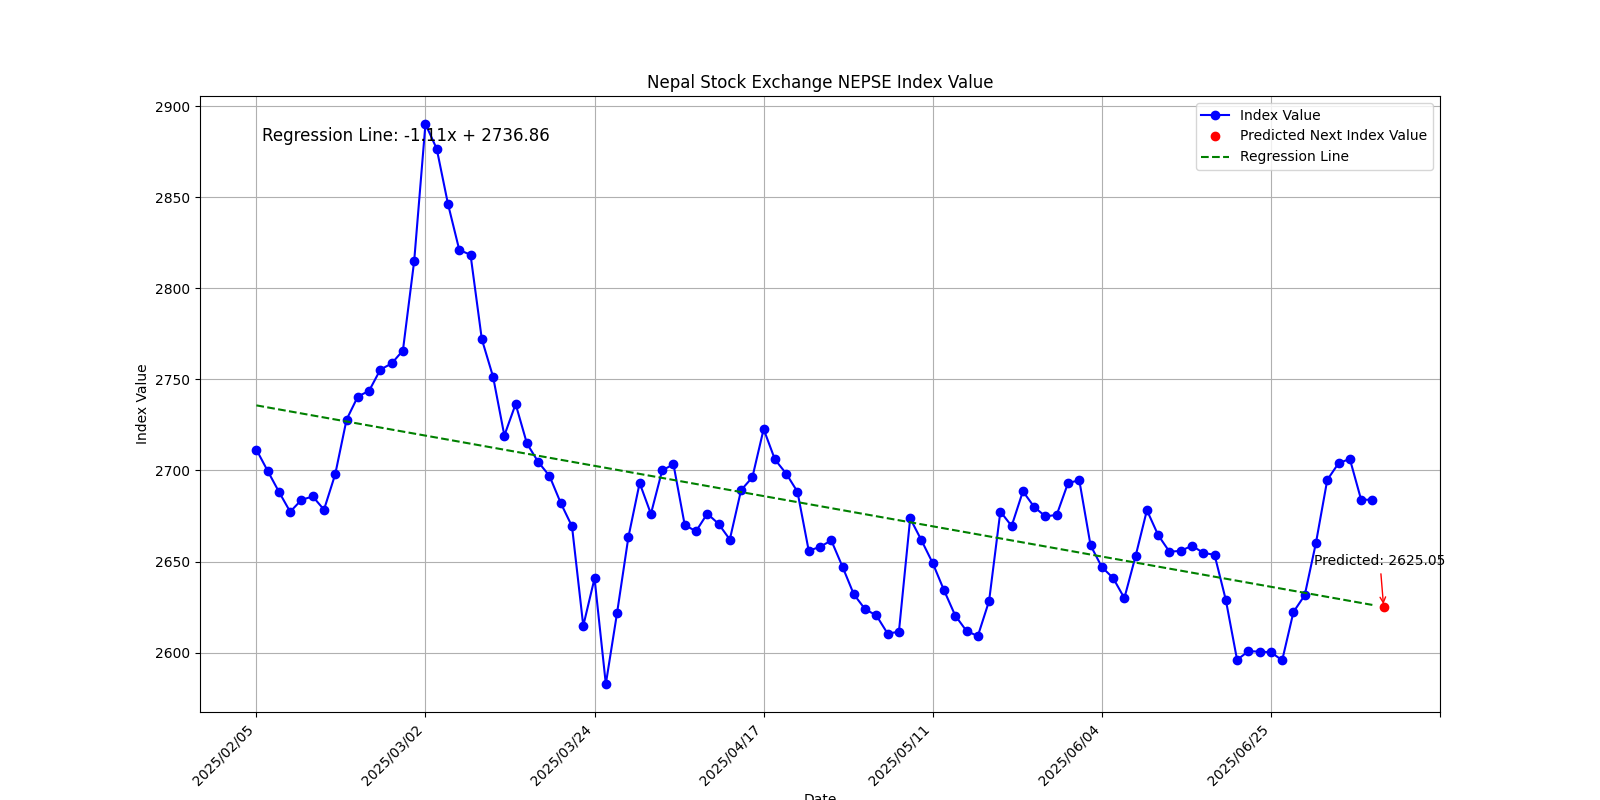 Nepal Stock Exchange NEPSE Index Value
Regression Line: -1.11x + 2736.86
Index Value
Predicted Next Index Value
Regression Line
2900
2850
2800
2750
2700
2650
2600
Index Value
Predicted: 2625.05
2025/02/05
2025/03/02
2025/03/24
2025/04/17
2025/05/11
2025/06/04
2025/06/25
Date